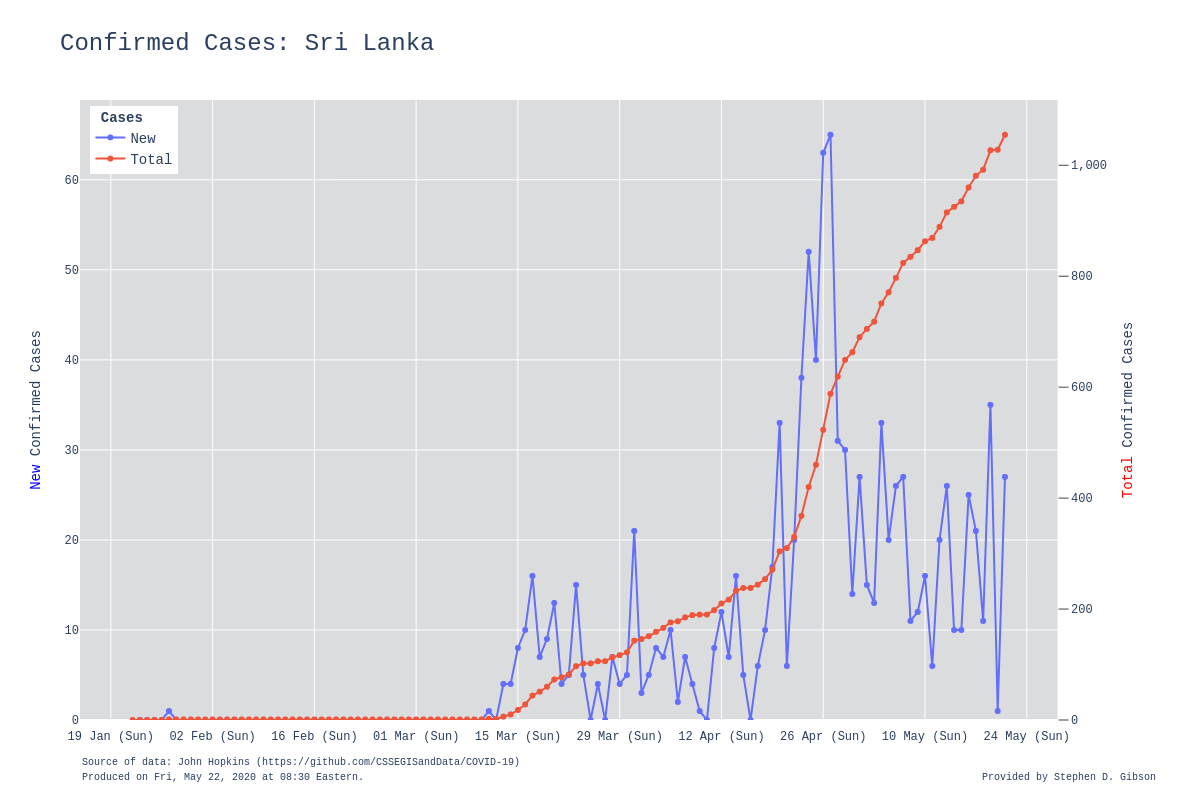 Confirmed Cases: Sri Lanka
Cases
New
Total
60
50
40
30
20
10
0
New Confirmed Cases
1,000
800
600
400
200
0
Total Confirmed Cases
19 Jan (Sun) 02 Feb (Sun) 16 Feb (Sun) 01 Mar (Sun) 15 Mar (Sun) 29 Mar (Sun) 12 Apr (Sun) 26 Apr (Sun) 10 May (Sun) 24 May (Sun)
Source of data: John Hopkins (https://github.com/CSSEGISandData/COVID-19)
Produced on Fri, May 22, 2020 at 08:30 Eastern.
Provided by Stephen D. Gibson